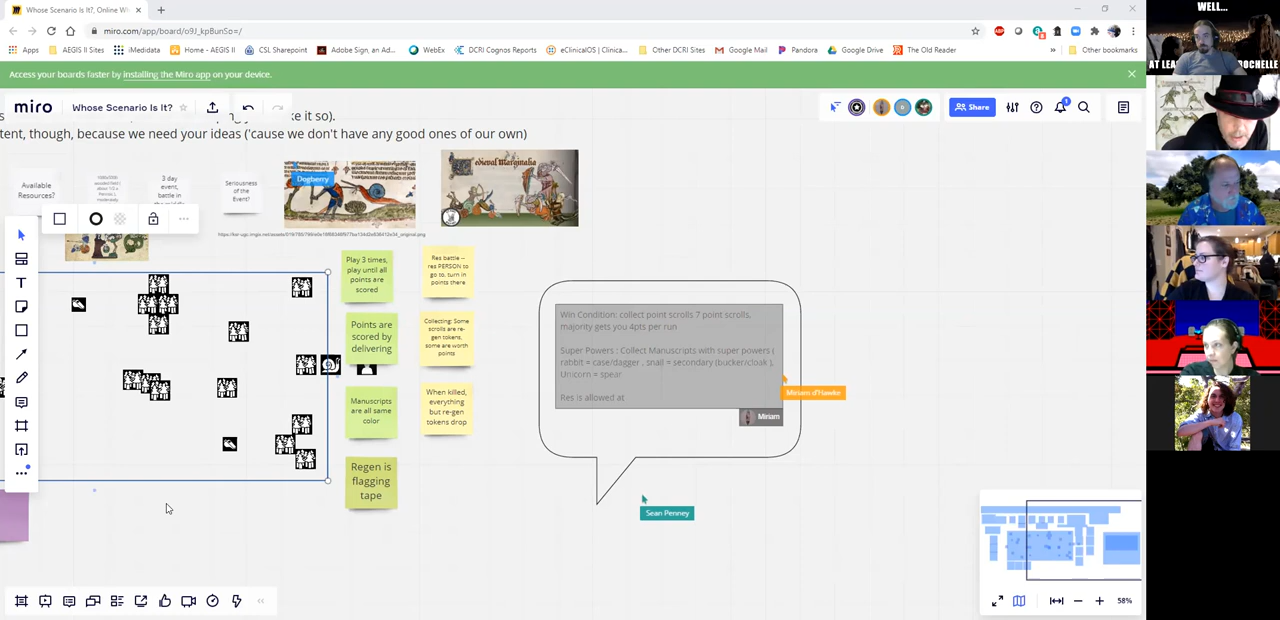 Whose Scenario Is It?, Online W
miro.com/app/board/o9J_kp8unSo=/
Apps
AEGIS II Sites
iMedidata
Home - AEGIS II
CSL Sharepoint
Adobe Sign, an Ad...
WebEx
DCRI Cognos Reports
eClinicalOS (Clinica...
Other DCRI Sites
Google Mail
Pandora
Google Drive
The Old Reader
Other bookmarks
Access your boards faster by installing the Miro app on your device.
miro
Whose Scenario Is It?
Share
tent, though, because we need your ideas ('cause we don't have any good ones of our own)
Available
Resources?
3 day
event,
battle in
Seriousness
of the
Event?
Dogberry
Medieval Marginalia
Play 3 times,
play until all
points are
scored
Res battle --
res PERSON to
go to, turn in
points there
Points are
scored by
delivering
Collecting: Some
scrolls are re-
gen tokens,
some are worth
points
Manuscripts
are all same
color
When killed,
everything
but re-gen
tokens drop
Regen is
flagging
tape
Win Condition: collect point scrolls 7 point scrolls,
majority gets you 4pts per run
Super Powers : Collect Manuscripts with super powers (
rabbit = case/dagger , snail = secondary (bucker/cloak ),
Unicorn = spear
Res is allowed at
Miriam
Miriam d'Hawke
Sean Penney
58%
WELL...
AT LEA
ROCHELLE